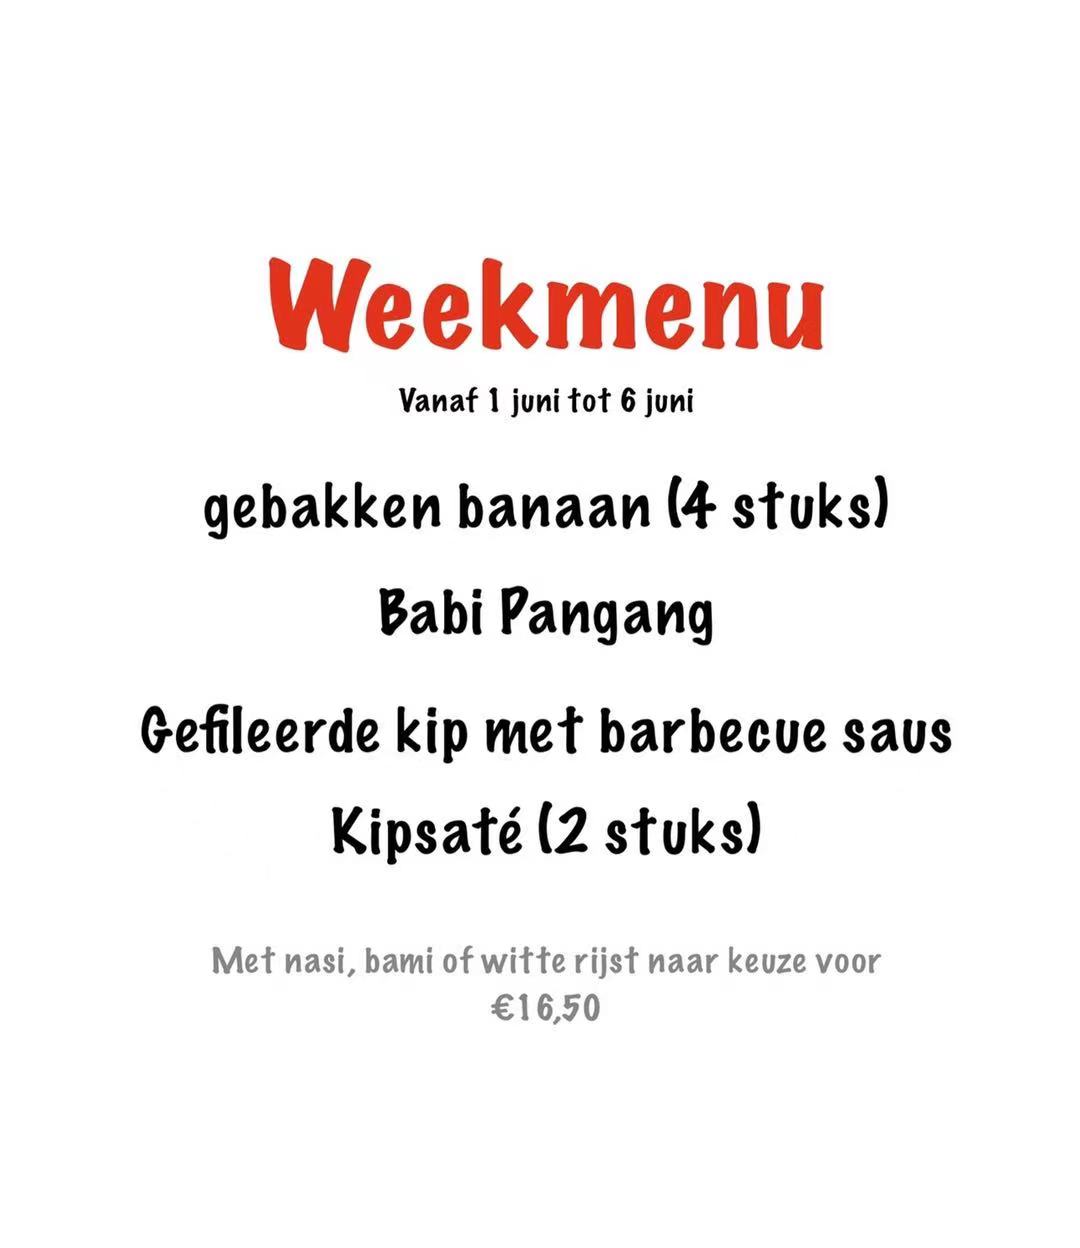 Weekmenu
Vanaf 1 juni tot 6 juni
gebakken banaan (4 stuks)
Babi Pangang
Gefileerde kip met barbecue saus
Kipsaté (2 stuks)
Met nasi, bami of witte rijst naar keuze voor
€16,50